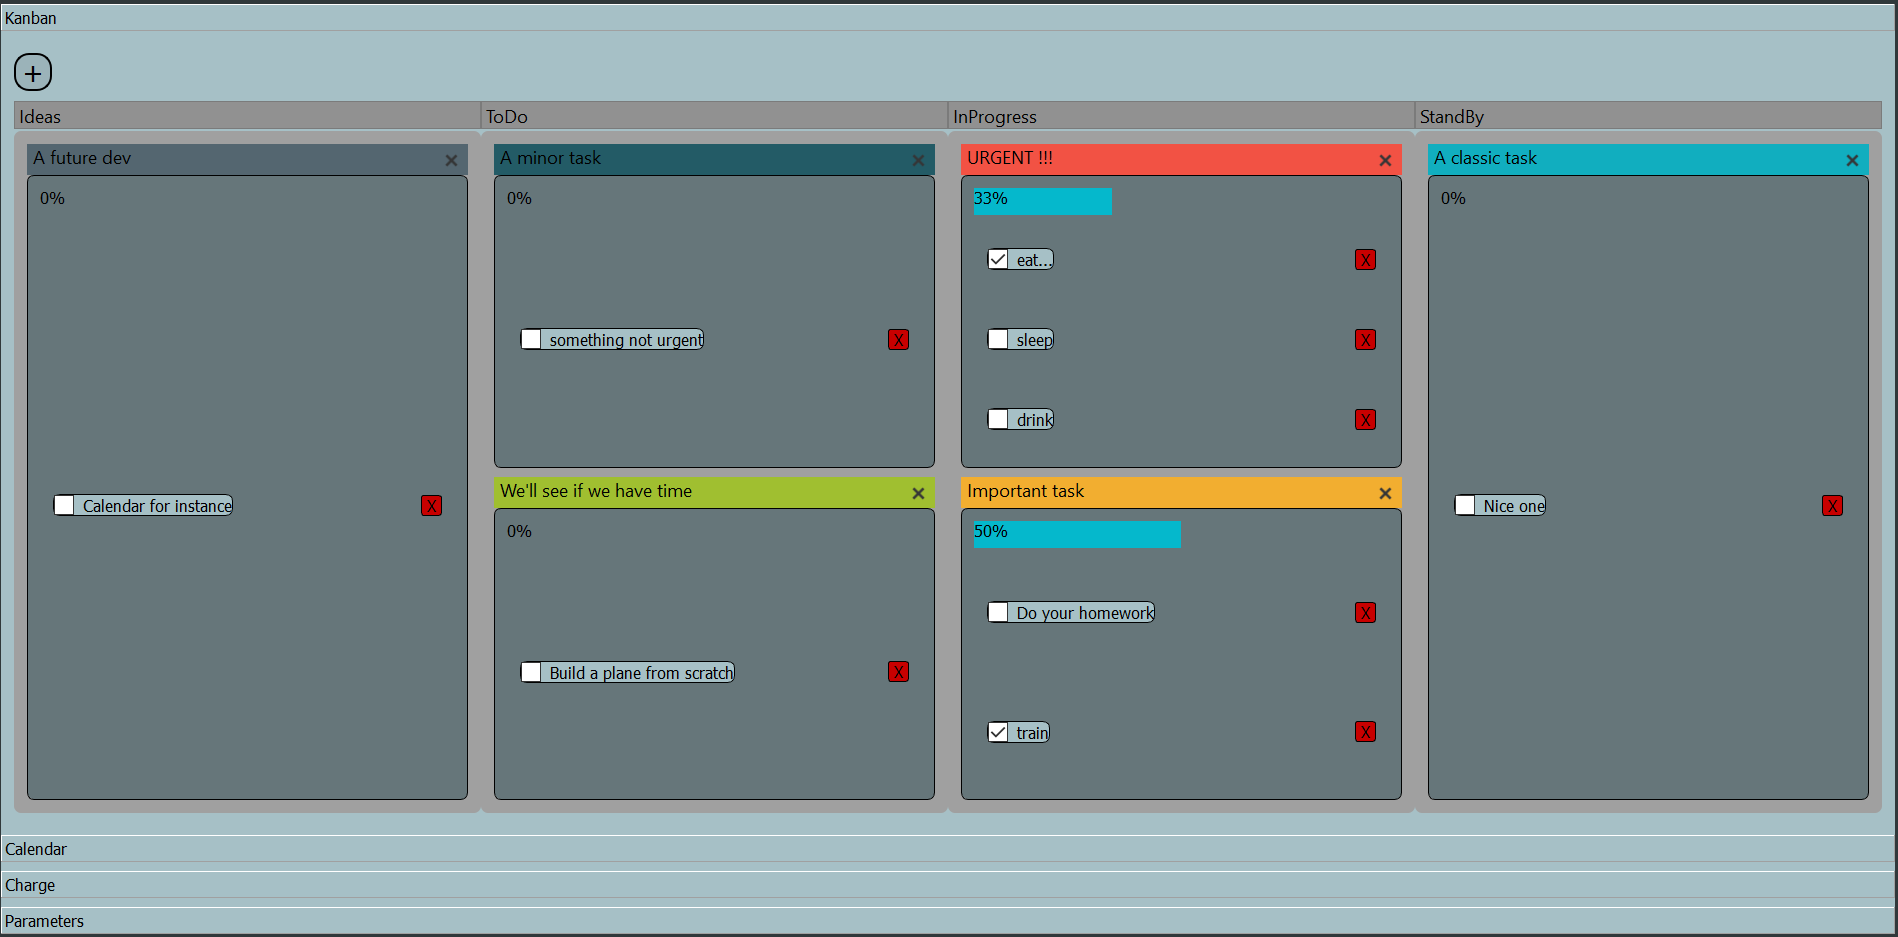 Kanban
+
Ideas
ToDo
InProgress
StandBy
A future dev
0%
Calendar for instance
X
A minor task
0%
something not urgent
X
We'll see if we have time
0%
Build a plane from scratch
X
URGENT !!!
33%
eat...
X
sleep
X
drink
X
Important task
50%
Do your homework
X
train
X
A classic task
0%
Nice one
X
Calendar
Charge
Parameters